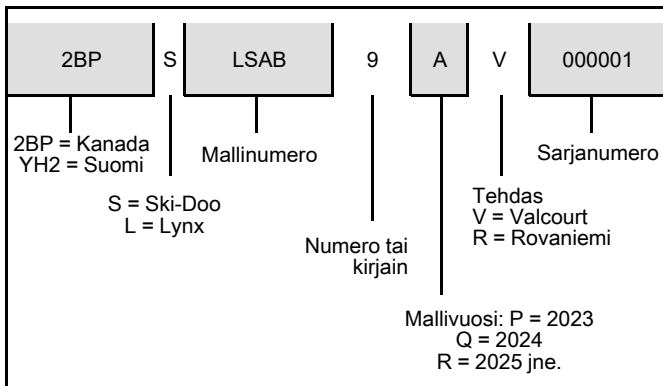 2BP S LSAB 9 A V 000001
2BP = Kanada
YH2 = Suomi
Mallinumero
Sarjanumero
S = Ski-Doo
L = Lynx
Tehdas
V = Valcourt
R = Rovaniemi
Numero tai
kirjain
Mallivuosi: P = 2023
Q = 2024
R = 2025 jne.